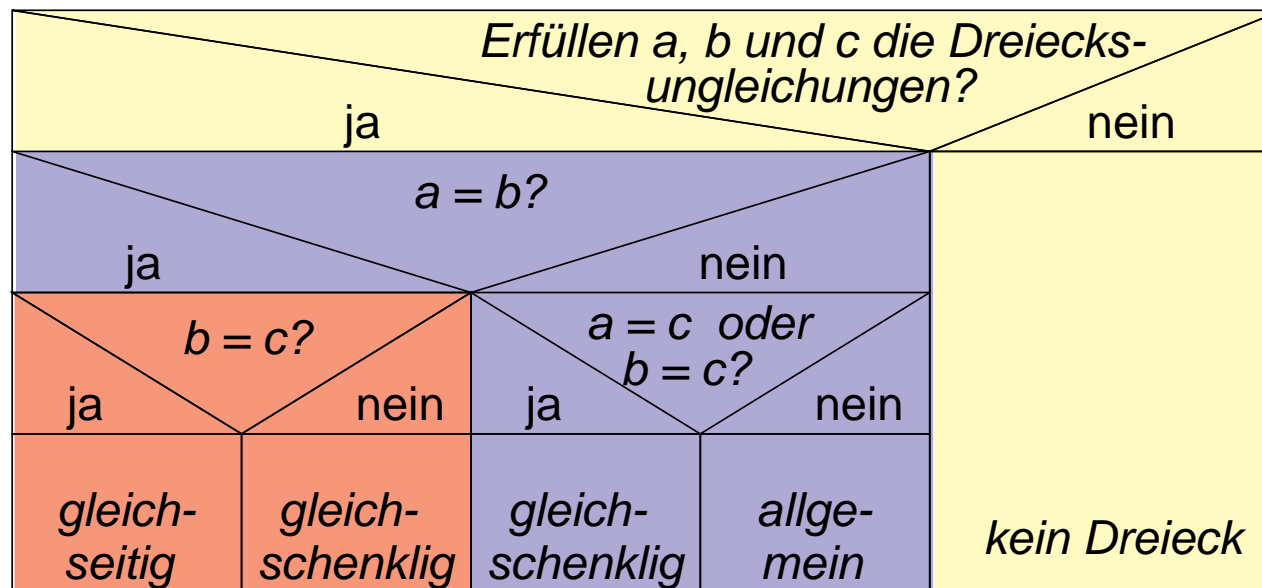 Erfüllen a, b und c die Dreiecks-
ungleichungen?
ja
nein
a = b?
ja
nein
b = c?
a = c oder
b = c?
ja
nein
ja
nein
gleich-
seitig
gleich-
schenklig
gleich-
schenklig
allge-
mein
kein Dreieck